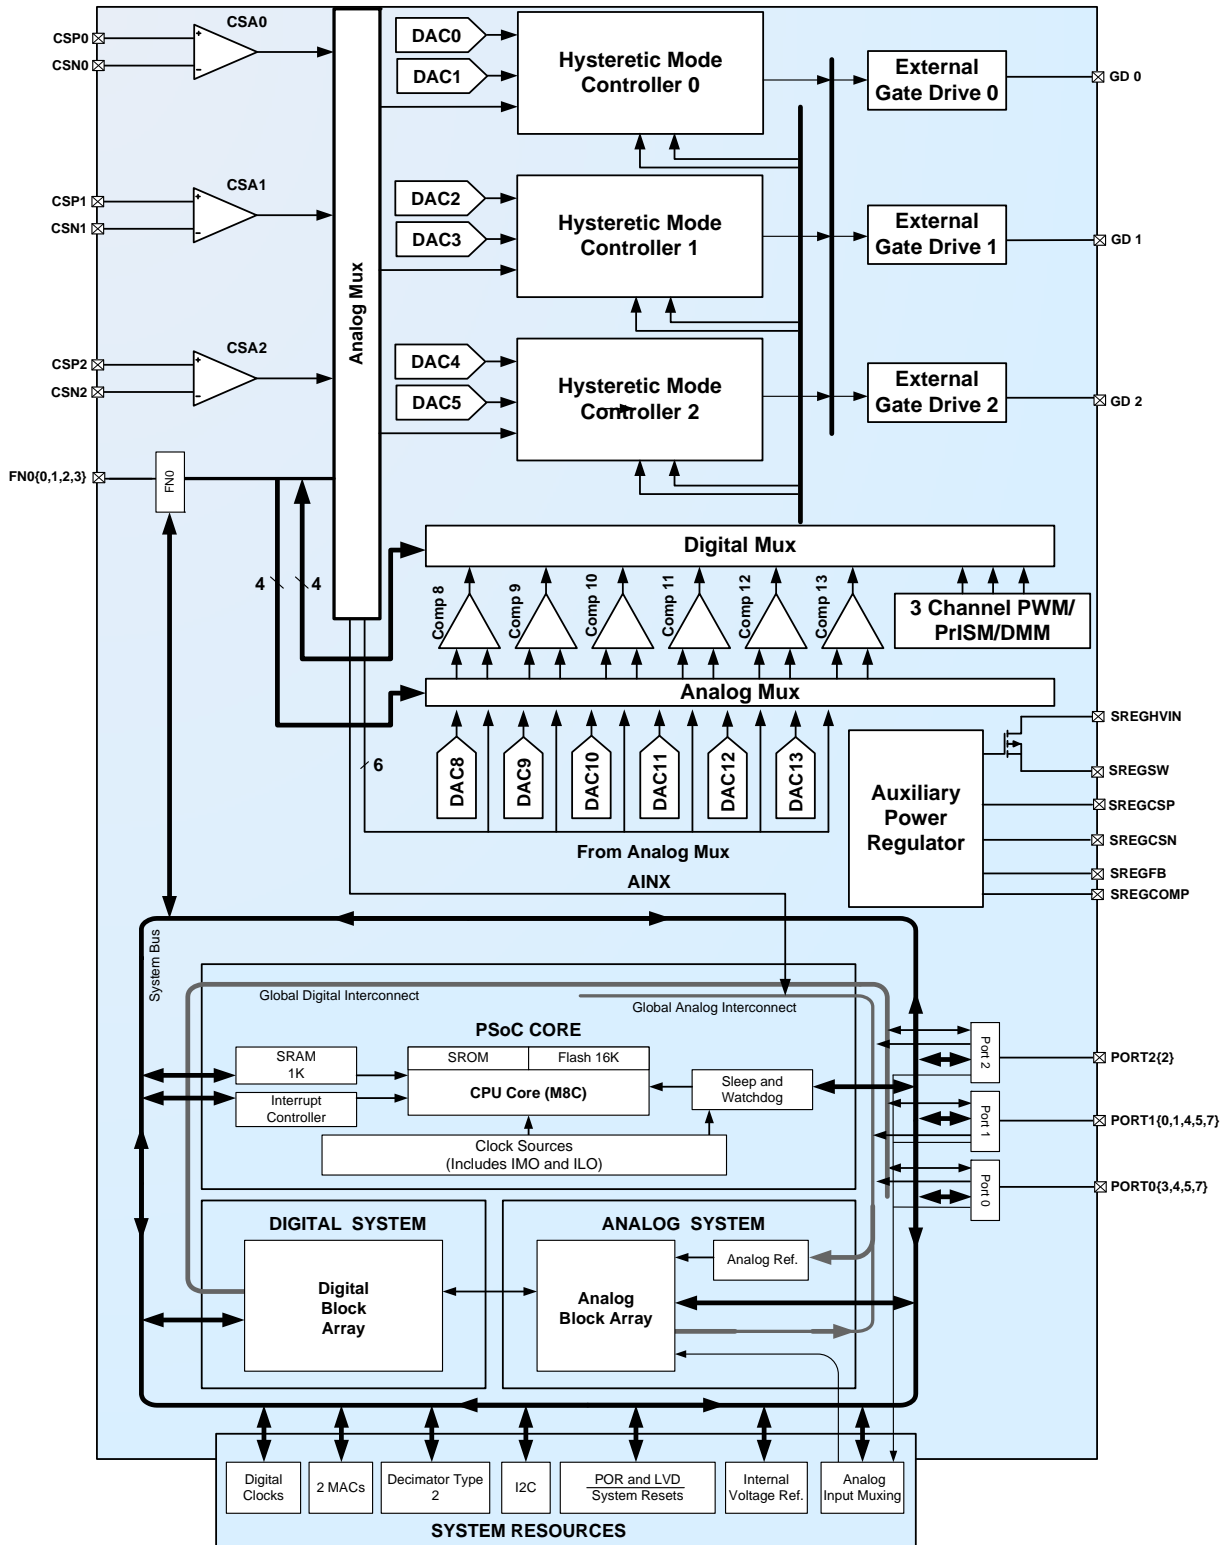 CSP0
CSN0
CSA0
+
-
DAC0
DAC1
Hysteretic Mode
Controller 0
External
Gate Drive 0
GD 0
CSP1
CSN1
CSA1
+
-
DAC2
DAC3
Hysteretic Mode
Controller 1
External
Gate Drive 1
GD 1
Analog Mux
CSP2
CSN2
CSA2
+
-
DAC4
DAC5
Hysteretic Mode
Controller 2
External
Gate Drive 2
GD 2
FN0{0,1,2,3}
FN0
4
4
Digital Mux
Comp 8
Comp 9
Comp 10
Comp 11
Comp 12
Comp 13
3 Channel PWM/
PrISM/DMM
Analog Mux
6
DAC8
DAC9
DAC10
DAC11
DAC12
DAC13
From Analog Mux
AINX
Auxiliary
Power
Regulator
SREGHVIN
SREGSW
SREGCSP
SREGCSN
SREGFB
SREGCOMP
System Bus
Global Digital Interconnect
Global Analog Interconnect
PSoC CORE
SRAM
1K
SROM
Flash 16K
CPU Core (M8C)
Interrupt
Controller
Sleep and
Watchdog
Clock Sources
(Includes IMO and ILO)
Port 2
PORT2{2}
Port 1
PORT1{0,1,4,5,7}
Port 0
PORT0{3,4,5,7}
DIGITAL SYSTEM
Digital
Block
Array
ANALOG SYSTEM
Analog Ref.
Analog
Block Array
Digital
Clocks
2 MACs
Decimator Type
2
I2C
POR and LVD
System Resets
Internal
Voltage Ref.
Analog
Input Muxing
SYSTEM RESOURCES